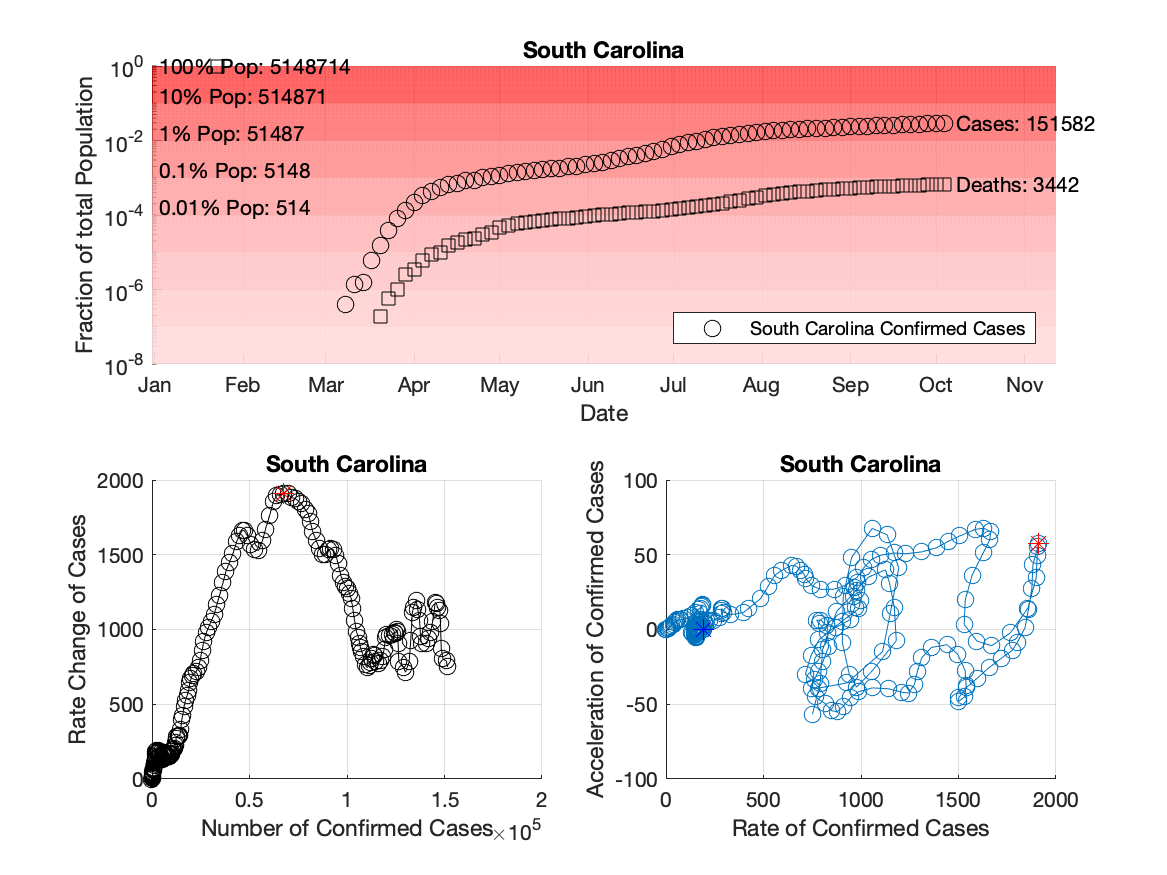 South Carolina
Fraction of total Population
10^0
10^-2
10^-4
10^-6
10^-8
100% Pop: 5148714
10% Pop: 514871
1% Pop: 51487
0.1% Pop: 5148
0.01% Pop: 514
Cases: 151582
Deaths: 3442
South Carolina Confirmed Cases
Jan Feb Mar Apr May Jun Jul Aug Sep Oct Nov
Date
South Carolina
Rate Change of Cases
2000
1500
1000
500
0
0 0.5 1 1.5 2
Number of Confirmed Cases ×10^5
South Carolina
Acceleration of Confirmed Cases
100
50
0
-50
-100
0 500 1000 1500 2000
Rate of Confirmed Cases